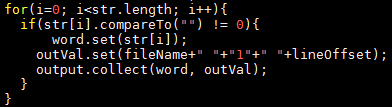 for(i=0; i<str.length; i++){
if(str[i].compareTo("") != 0){
word.set(str[i]);
outVal.set(fileName+" "+"1"+" "+lineOffset);
output.collect(word, outVal);
}
}